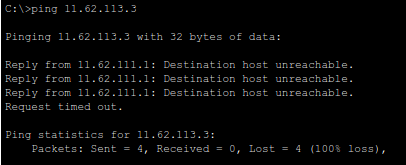 C:\>ping 11.62.113.3
Pinging 11.62.113.3 with 32 bytes of data:
Reply from 11.62.111.1: Destination host unreachable.
Reply from 11.62.111.1: Destination host unreachable.
Reply from 11.62.111.1: Destination host unreachable.
Request timed out.
Ping statistics for 11.62.113.3:
Packets: Sent = 4, Received = 0, Lost = 4 (100% loss),